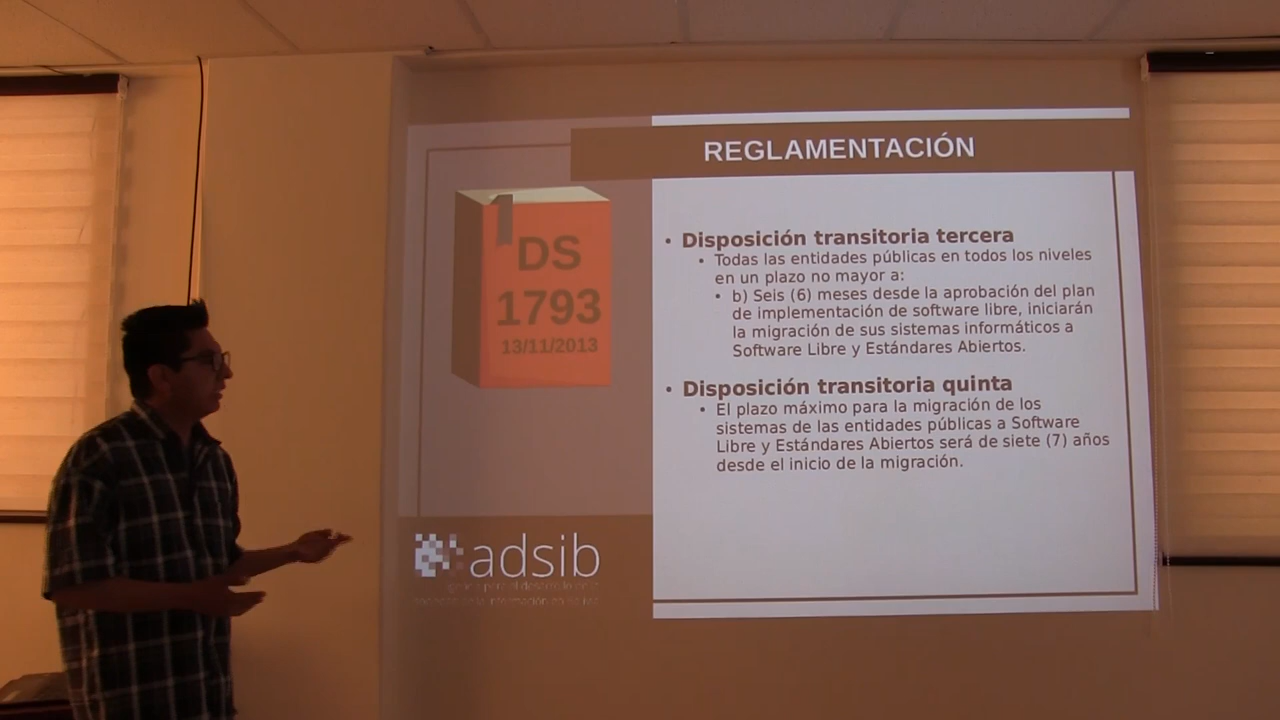 REGLAMENTACIÓN
DS
1793
13/11/2013
• Disposición transitoria tercera
• Todas las entidades públicas en todos los niveles
en un plazo no mayor a:
• b) Seis (6) meses desde la aprobación del plan
de implementación de software libre, iniciarán
la migración de sus sistemas informáticos a
Software Libre y Estándares Abiertos.
• Disposición transitoria quinta
• El plazo máximo para la migración de los
sistemas de las entidades públicas a Software
Libre y Estándares Abiertos será de siete (7) años
desde el inicio de la migración.
adsib